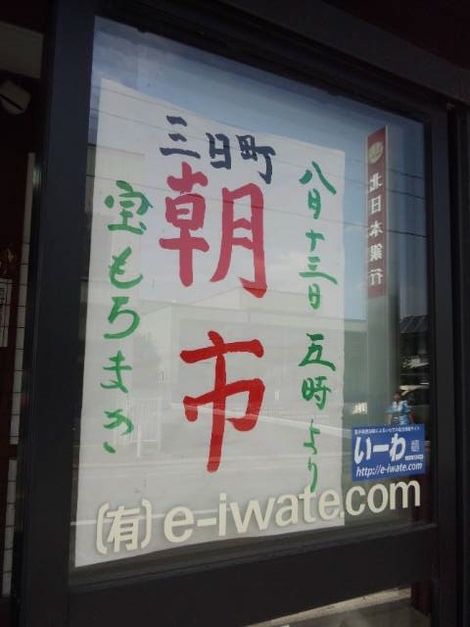 八月十三日 五時より
三日町
朝市
宝もちまき
北日本銀行
いーわ
http://e-iwate.com
(有)e-iwate.com